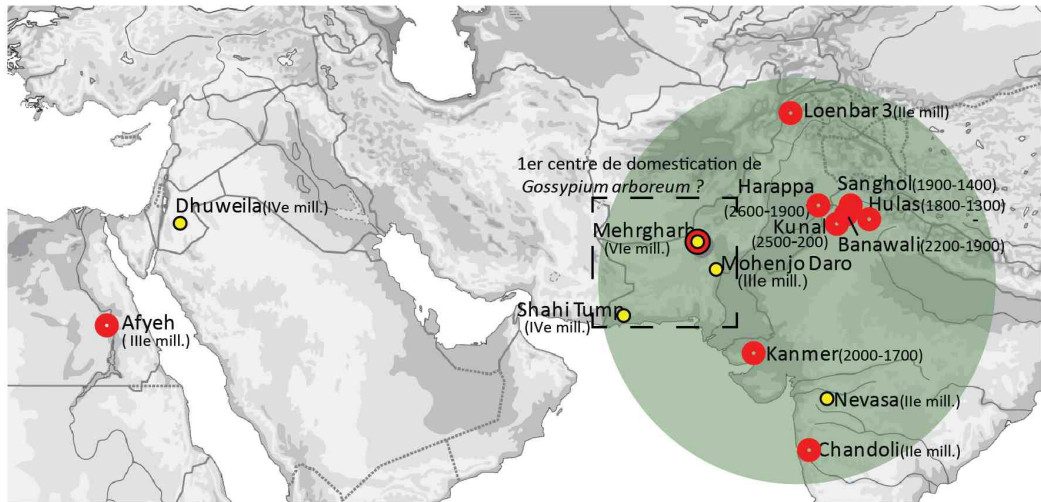 Loenbar 3 (IIe mill)
1er centre de domestication de
Gossypium arboreum ?
Harappa
(2600-1900)
Sanghol (1900-1400)
Hulas (1800-1300)
Kunal
(2500-200)
Banawali (2200-1900)
Dhuweila (IVe mill.)
Mehrgharh
(VIe mill.)
Mohenjo Daro
(IIIe mill.)
Shahi Tump
(IVe mill.)
Afyeh
( IIIe mill.)
Kanmer (2000-1700)
Nevasa (IIe mill.)
Chandoli (IIe mill.)